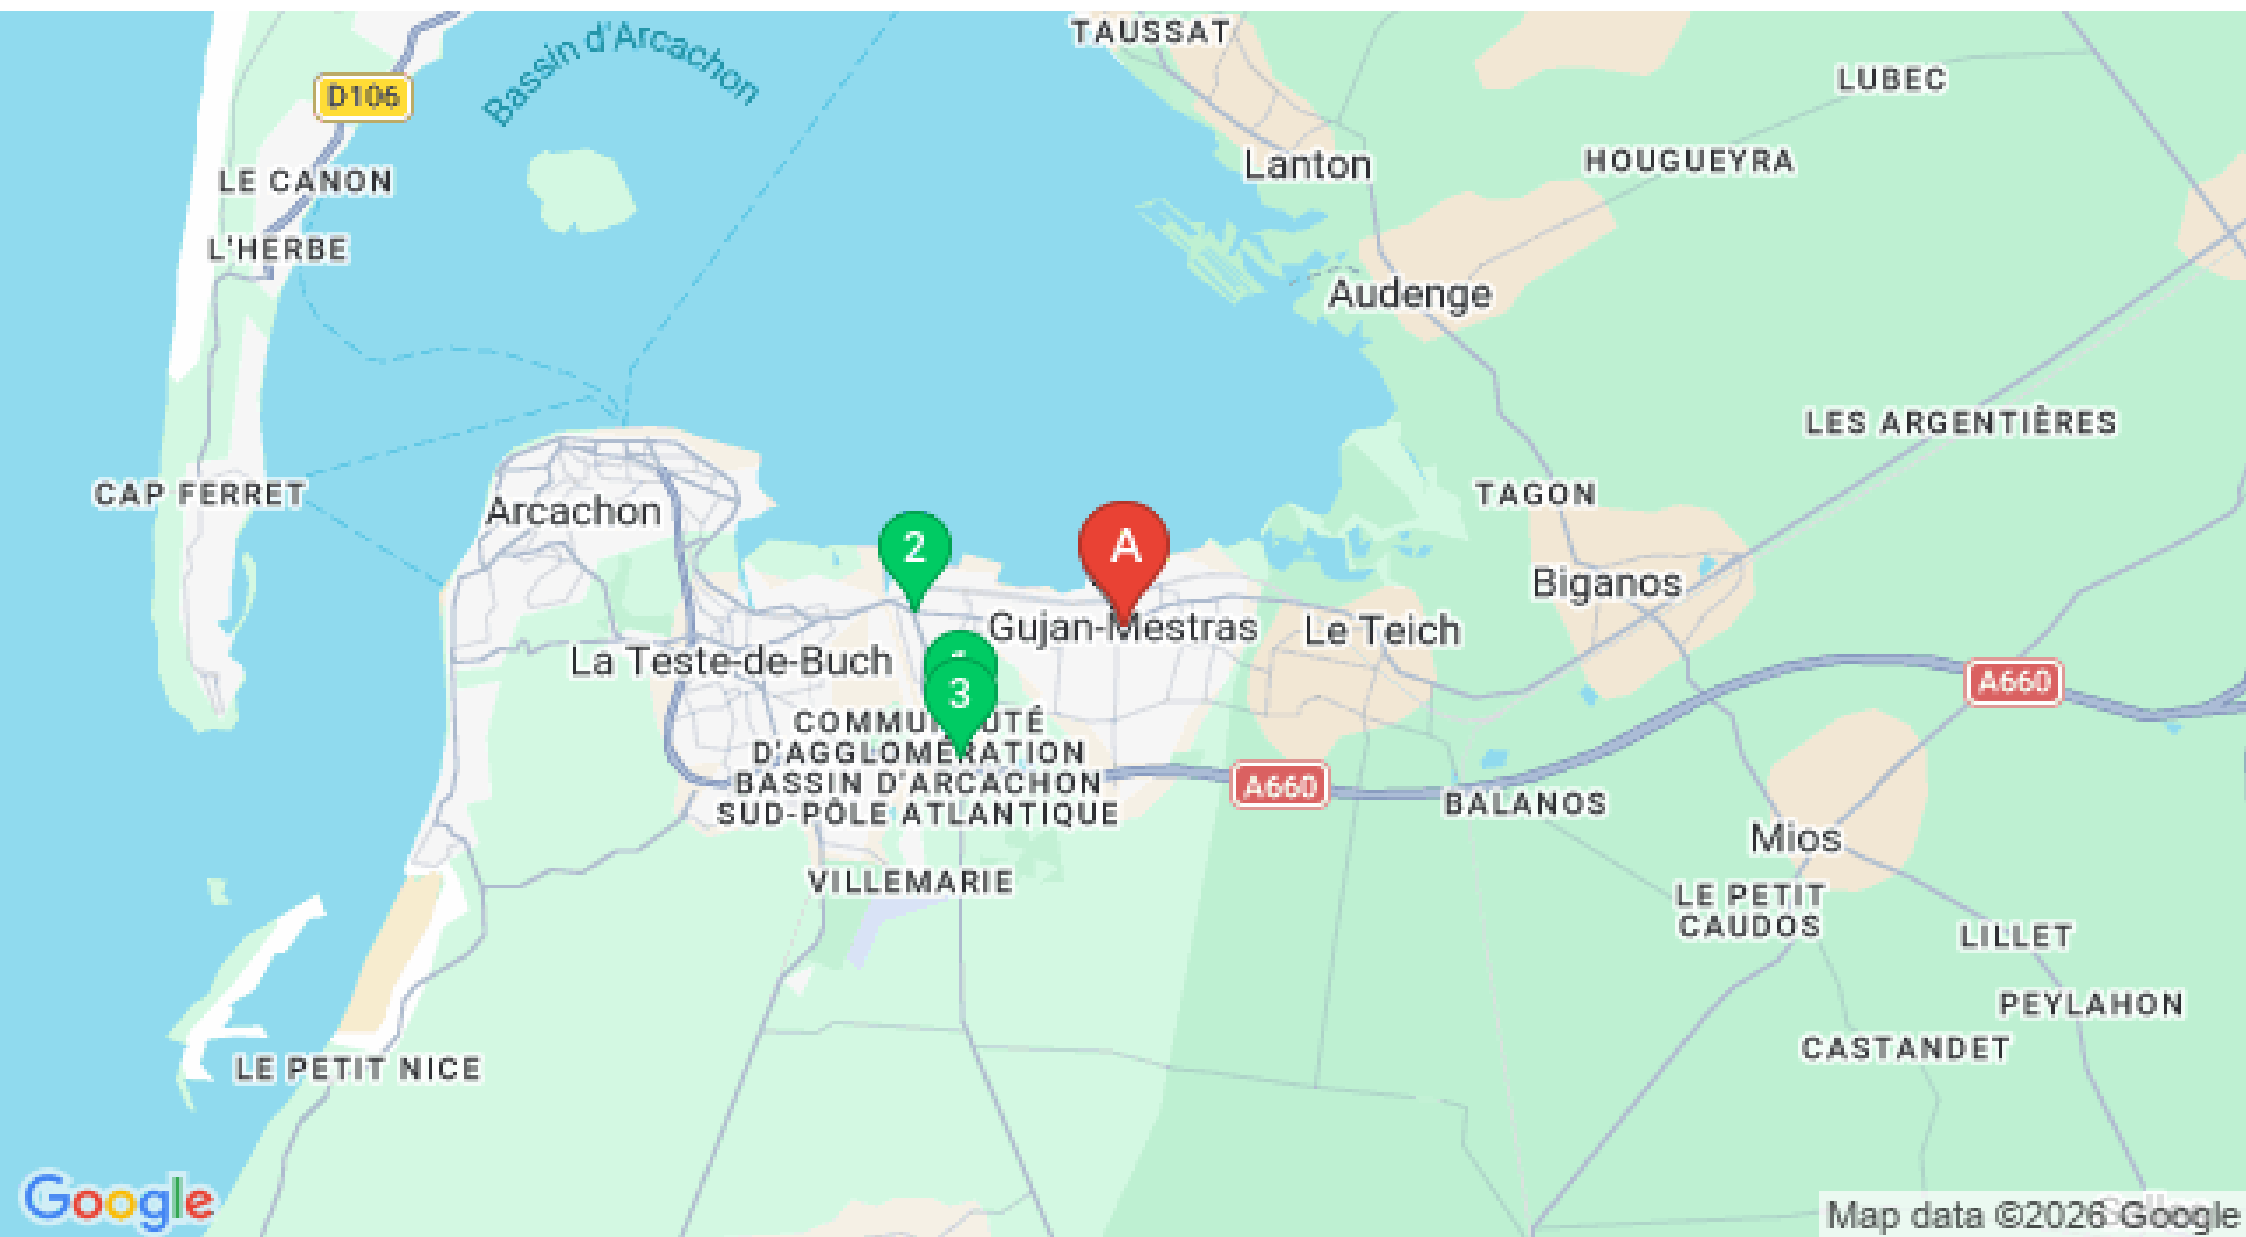 TAUSSAT
Bassin d'Arcachon
LUBEC
D106
HOUGUEYRA
Lanton
LE CANON
L'HERBE
Audenge
LES ARGENTIÈRES
CAP FERRET
TAGON
Arcachon
2
A
Biganos
Gujan-Mestras
Le Teich
La Teste-de-Buch
A660
3
COMMUNAUTÉ
D'AGGLOMÉRATION
BASSIN D'ARCACHON
SUD-PÔLE ATLANTIQUE
A660
BALANOS
Mios
VILLEMARIE
LE PETIT
CAUDOS
LILLET
PEYLAHON
CASTANDET
LE PETIT NICE
Google
Map data ©2026 Google